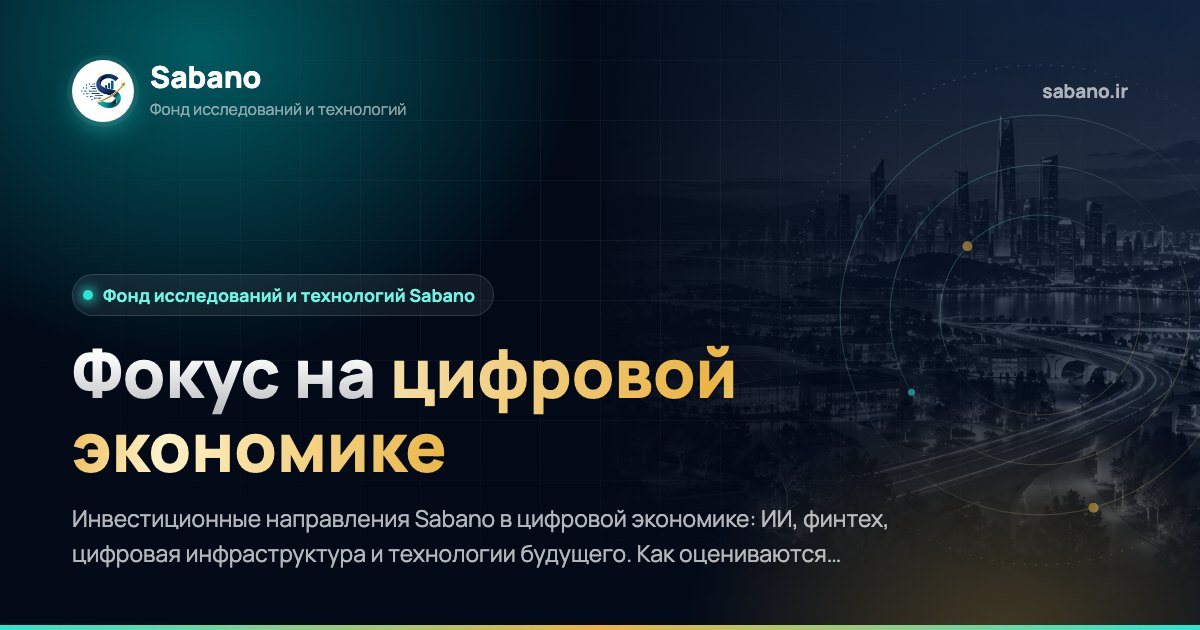 Sabano
Фонд исследований и технологий
sabano.ir
Фонд исследований и технологий Sabano
Фокус на цифровой
экономике
Инвестиционные направления Sabano в цифровой экономике: ИИ, финтех,
цифровая инфраструктура и технологии будущего. Как оцениваются…